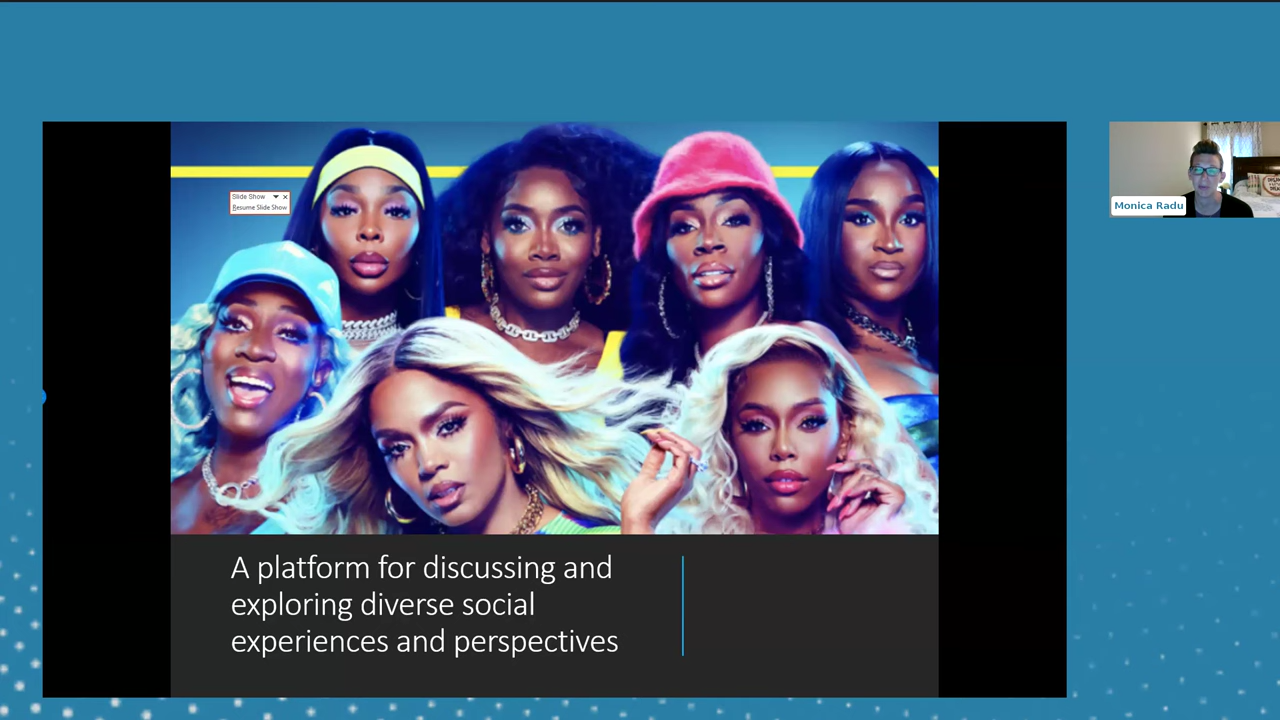 Slide Show
Resume Slide Show
Monica Radu
A platform for discussing and
exploring diverse social
experiences and perspectives